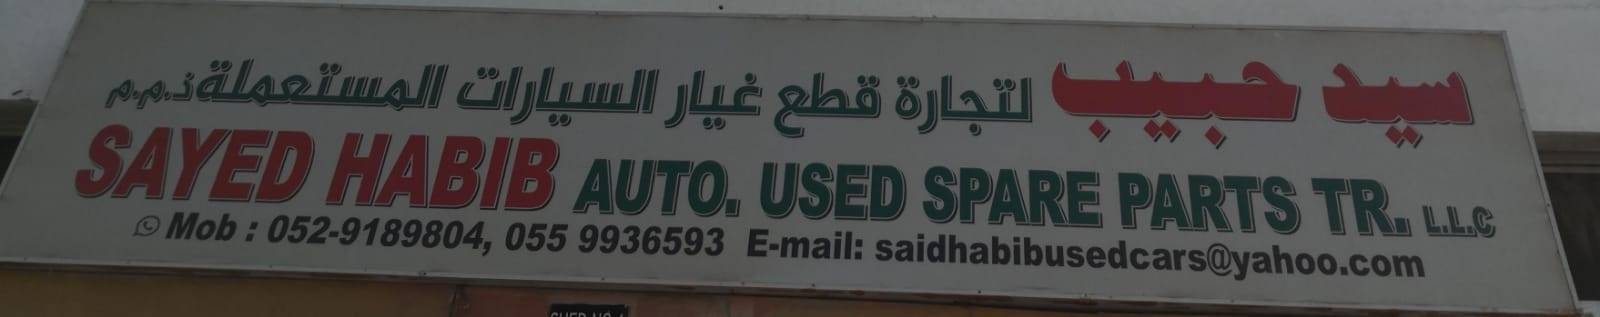 سيد حبيب لتجارة قطع غيار السيارات المستعملة ذ.م.م
SAYED HABIB AUTO. USED SPARE PARTS TR. L.L.C
Mob : 052-9189804, 055 9936593 E-mail: saidhabibusedcars@yahoo.com